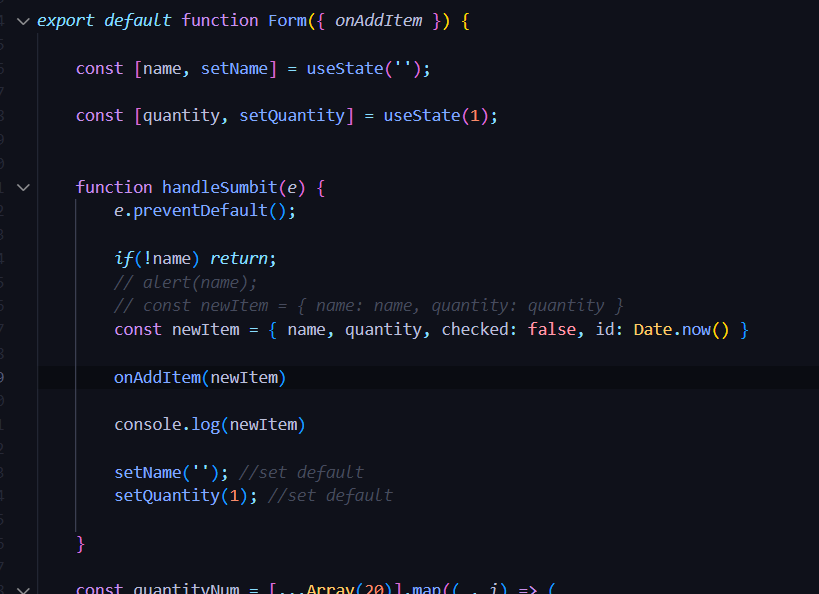 export default function Form({ onAddItem }) {
const [name, setName] = useState('');
const [quantity, setQuantity] = useState(1);
function handleSumbit(e) {
e.preventDefault();
if(!name) return;
// alert(name);
// const newItem = { name: name, quantity: quantity }
const newItem = { name, quantity, checked: false, id: Date.now() }
onAddItem(newItem)
console.log(newItem)
setName(''); //set default
setQuantity(1); //set default
}
const quantityNum = [...Array(20)].map((_, i) => (